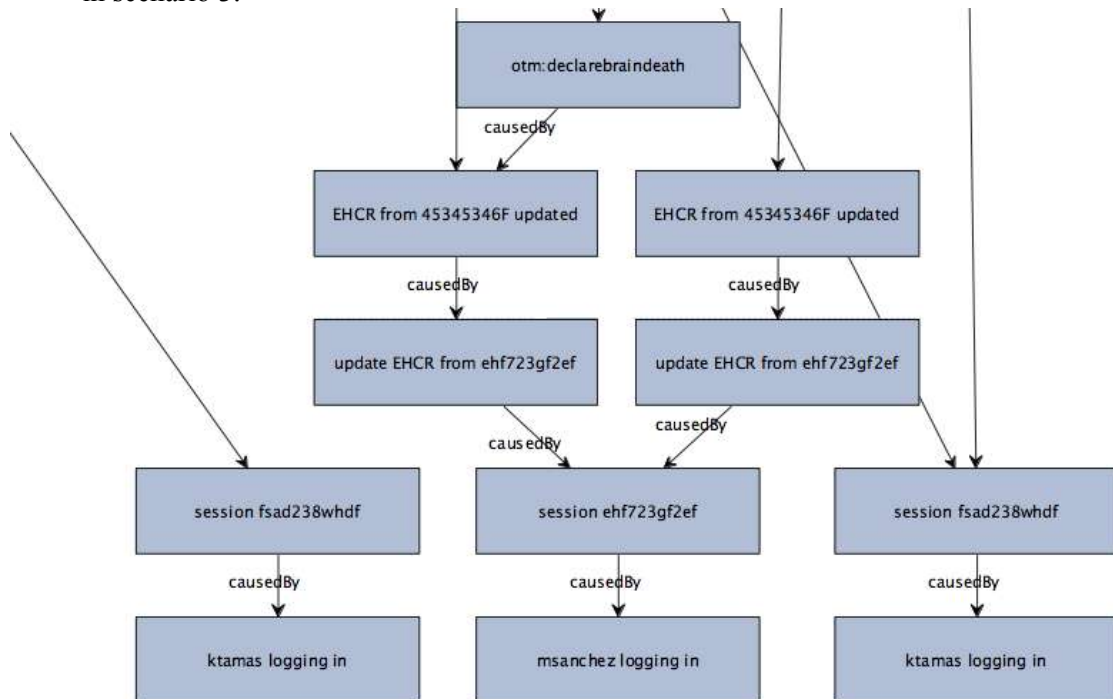 in scenario 3.
otm:declarebraindeath
causedBy
EHCR from 45345346F updated
EHCR from 45345346F updated
causedBy
causedBy
update EHCR from ehf723gf2ef
update EHCR from ehf723gf2ef
causedBy
causedBy
session fsad238whdf
session ehf723gf2ef
session fsad238whdf
causedBy
causedBy
causedBy
ktamas logging in
msanchez logging in
ktamas logging in